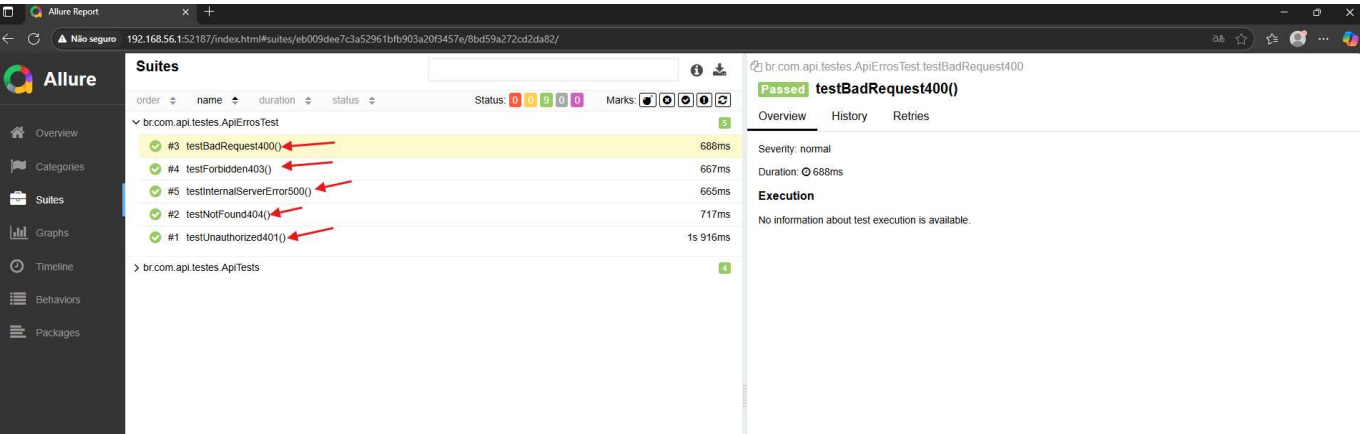 Allure Report
Não seguro 192.168.56.1:52187/index.html#suites/eb009dee7c3a52961bfb903a20f3457e/8bd59a272cd2da82/
Allure
Overview
Categories
Suites
Graphs
Timeline
Behaviors
Packages
Suites
order name duration status Status: 0 0 9 0 0 Marks:
br.com.api.testes.ApiErrosTest 5
#3 testBadRequest400() 688ms
#4 testForbidden403() 667ms
#5 testInternalServerError500() 665ms
#2 testNotFound404() 717ms
#1 testUnauthorized401() 1s 916ms
br.com.api.testes.ApiTests 4
br.com.api.testes.ApiErrosTest.testBadRequest400
Passed testBadRequest400()
Overview History Retries
Severity: normal
Duration: 688ms
Execution
No information about test execution is available.